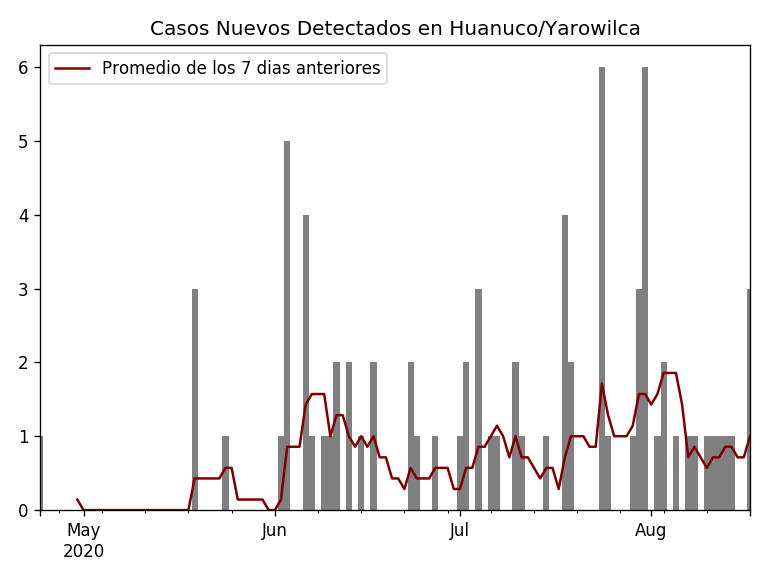 Casos Nuevos Detectados en Huanuco/Yarowilca
Promedio de los 7 dias anteriores
6
5
4
3
2
1
0
May Jun Jul Aug
2020